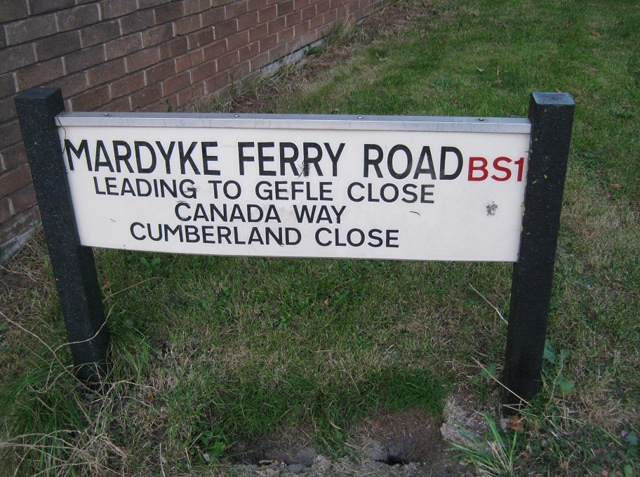 MARDYKE FERRY ROAD BS1
LEADING TO GEFLE CLOSE
CANADA WAY
CUMBERLAND CLOSE